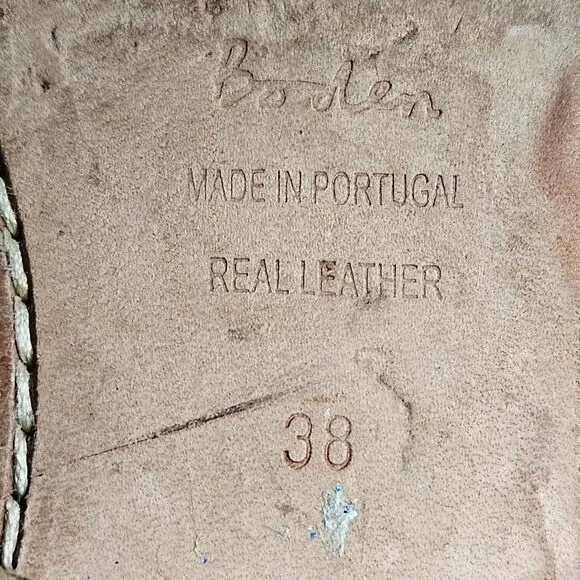 Boden
MADE IN PORTUGAL
REAL LEATHER
38